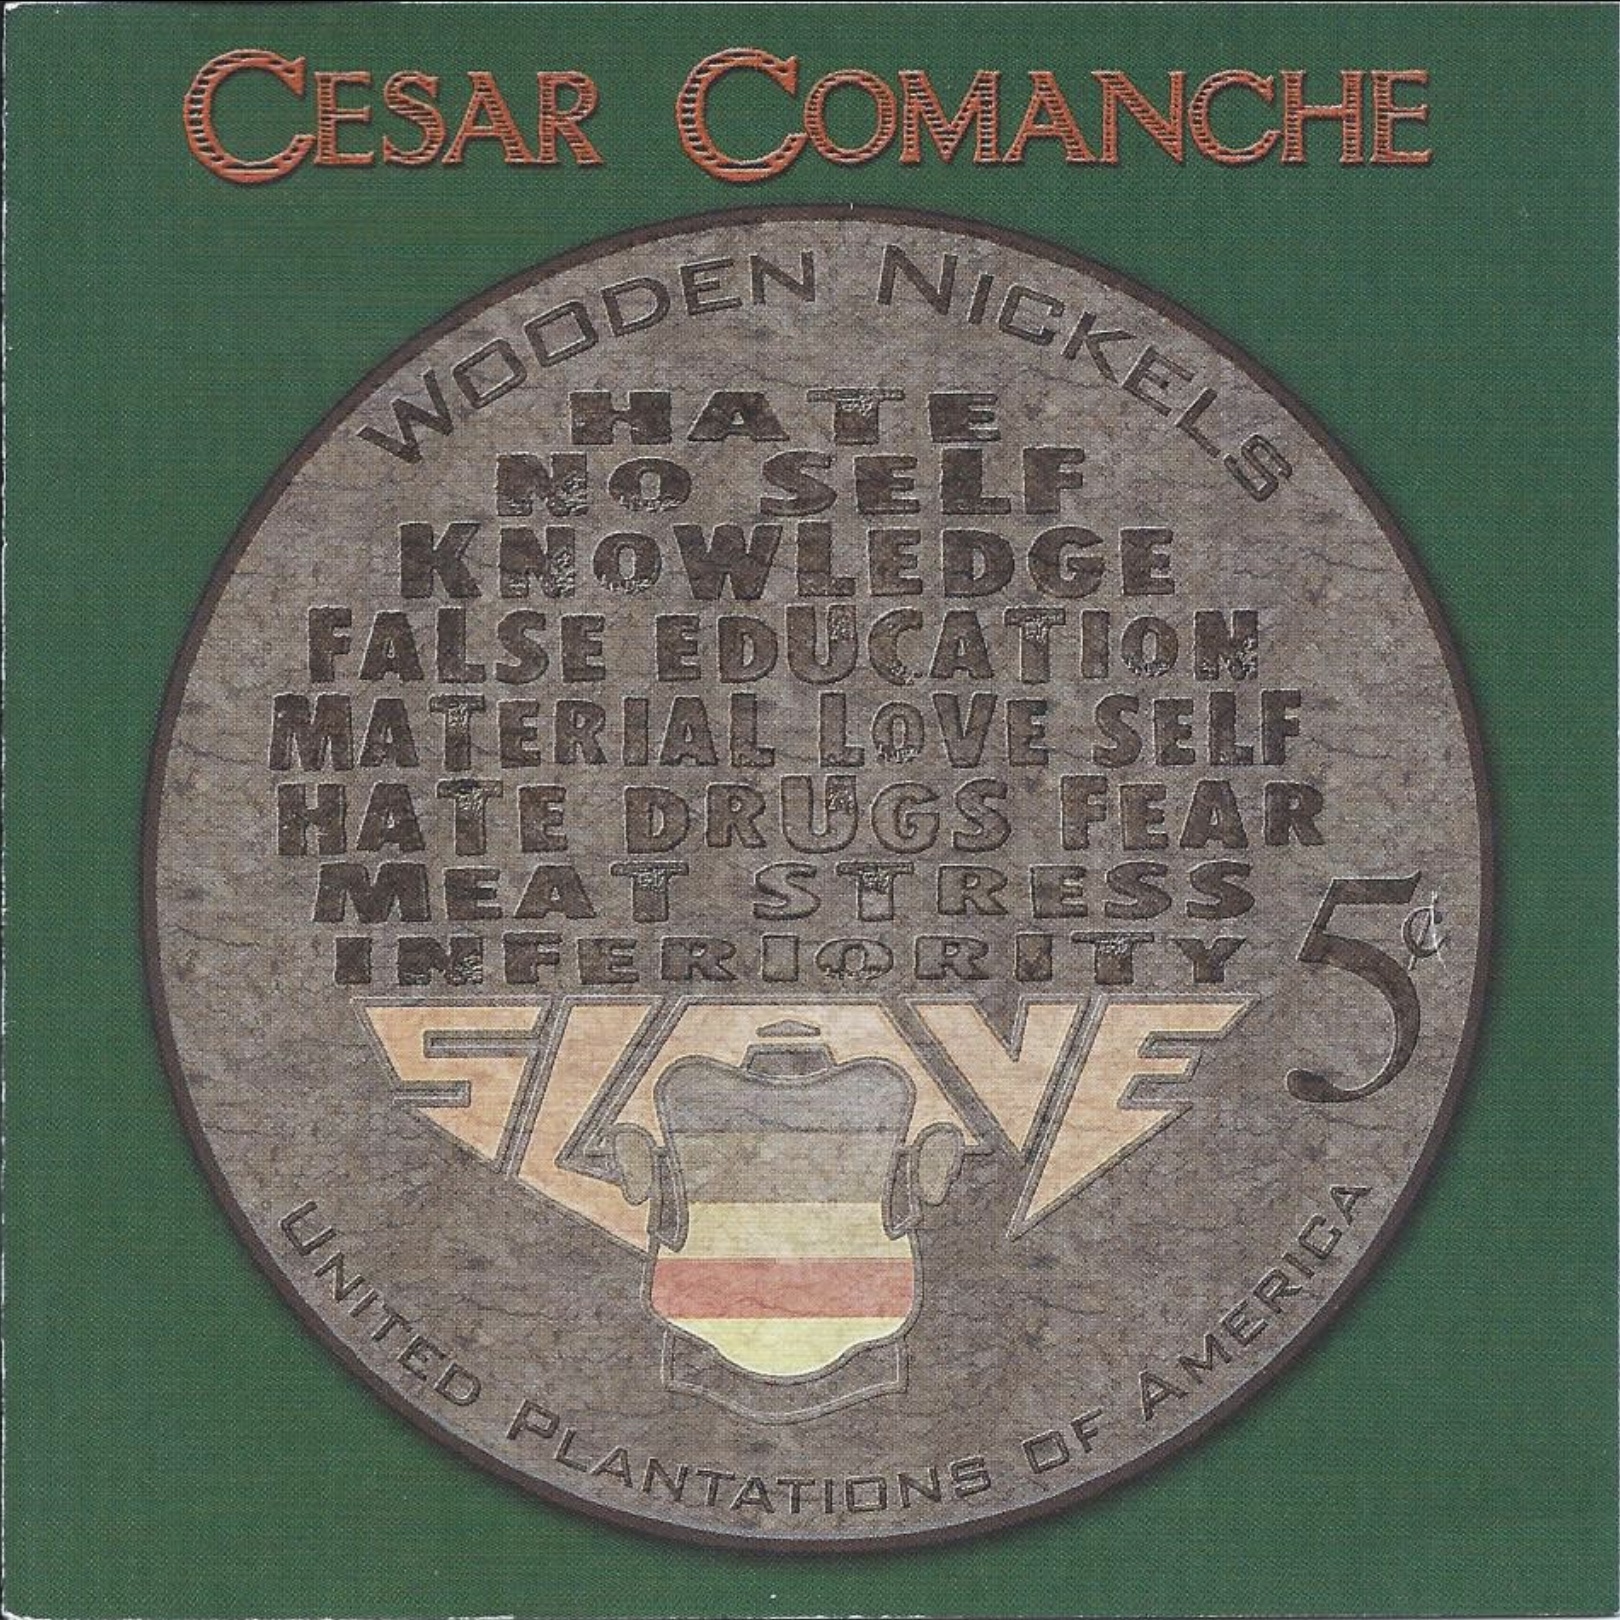 CESAR COMANCHE
WOODEN NICKELS
HATE
NO SELF
KNOWLEDGE
FALSE EDUCATION
MATERIAL LOVE SELF
HATE DRUGS FEAR
MEAT STRESS
INFERIORITY
5¢
SLAVE
UNITED PLANTATIONS OF AMERICA